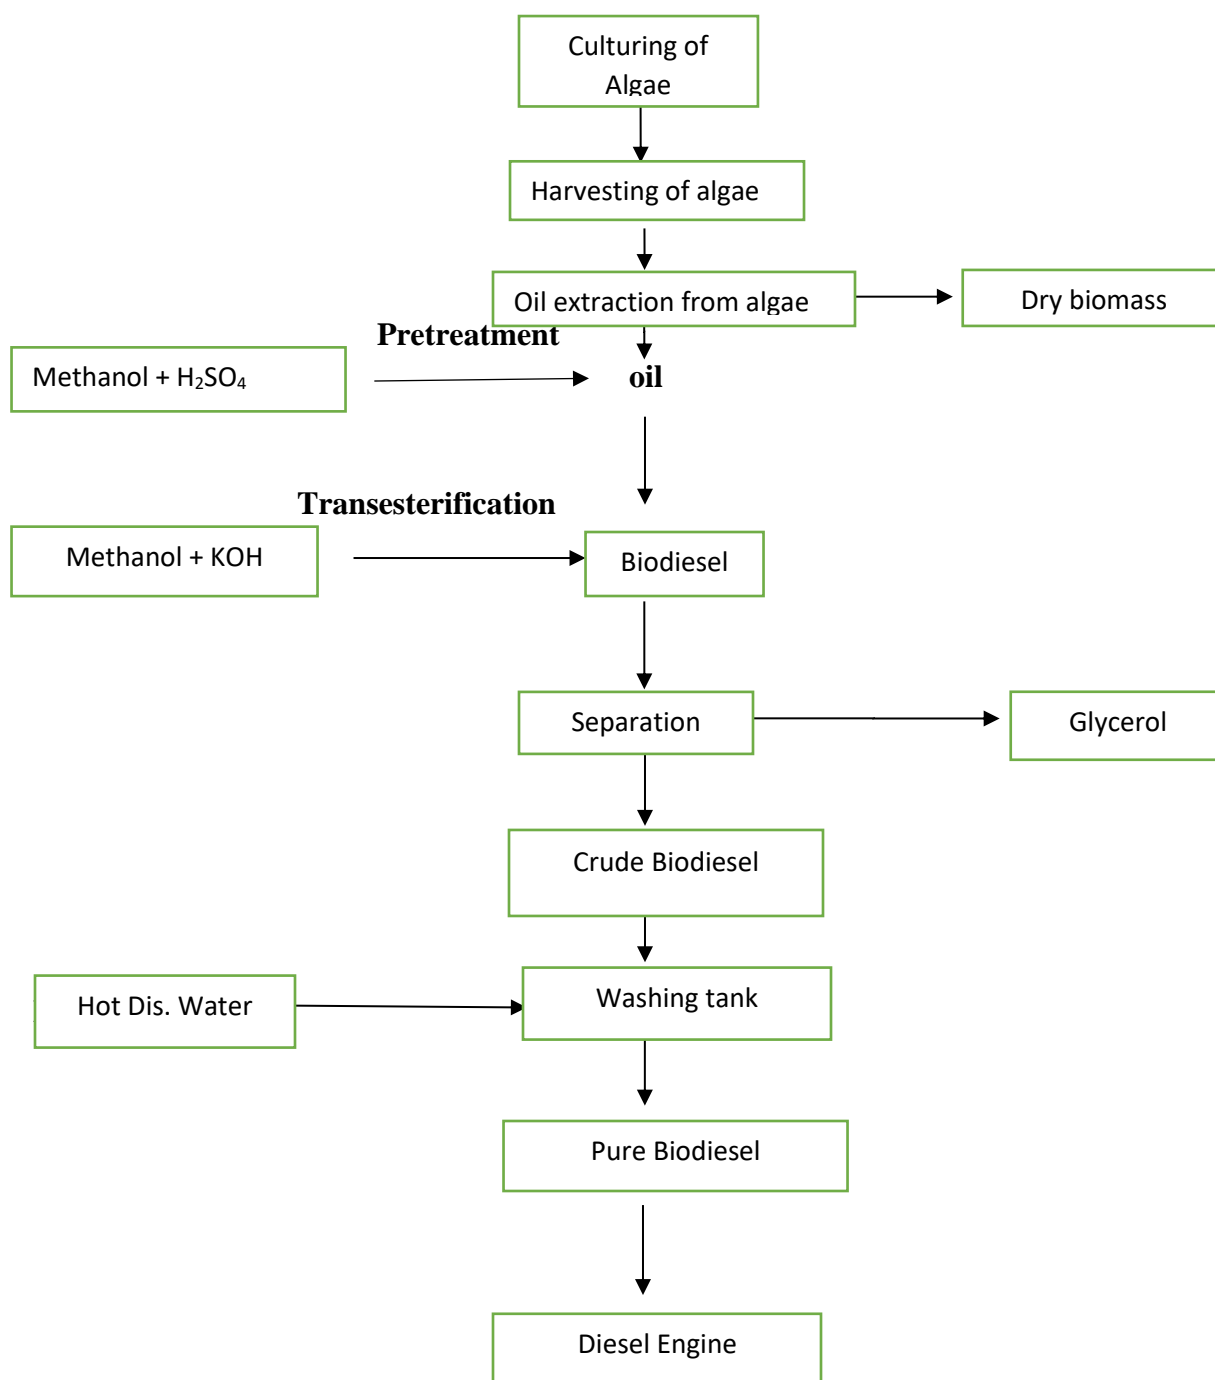 Culturing of
Algae
Harvesting of algae
Oil extraction from algae
Dry biomass
Pretreatment
Methanol + H₂SO₄
oil
Transesterification
Methanol + KOH
Biodiesel
Separation
Glycerol
Crude Biodiesel
Hot Dis. Water
Washing tank
Pure Biodiesel
Diesel Engine